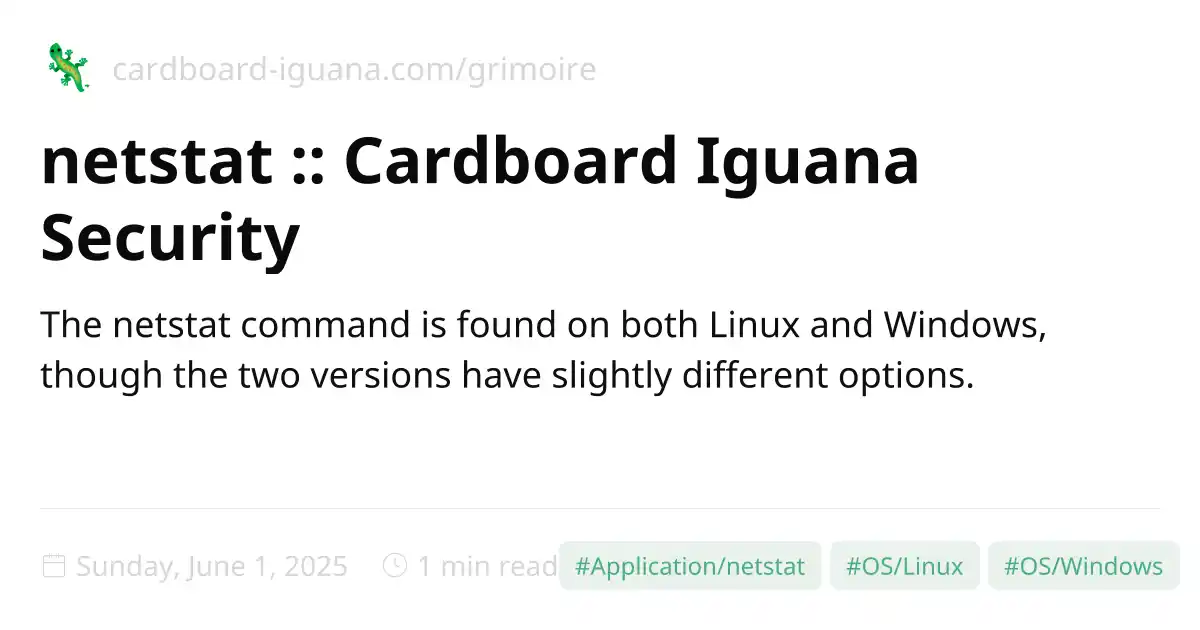 cardboard-iguana.com/grimoire
netstat :: Cardboard Iguana
Security
The netstat command is found on both Linux and Windows,
though the two versions have slightly different options.
Sunday, June 1, 2025 1 min read #Application/netstat #OS/Linux #OS/Windows